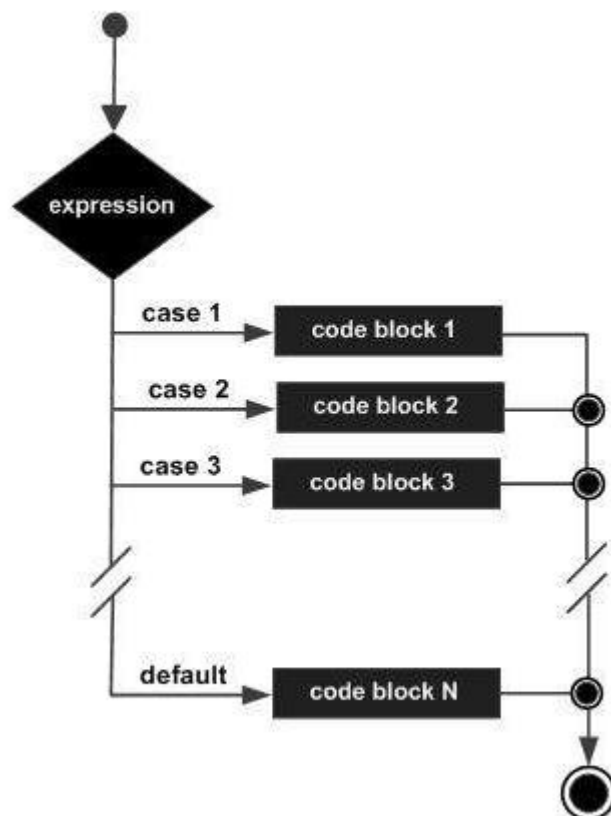 expression
case 1
code block 1
case 2
code block 2
case 3
code block 3
default
code block N